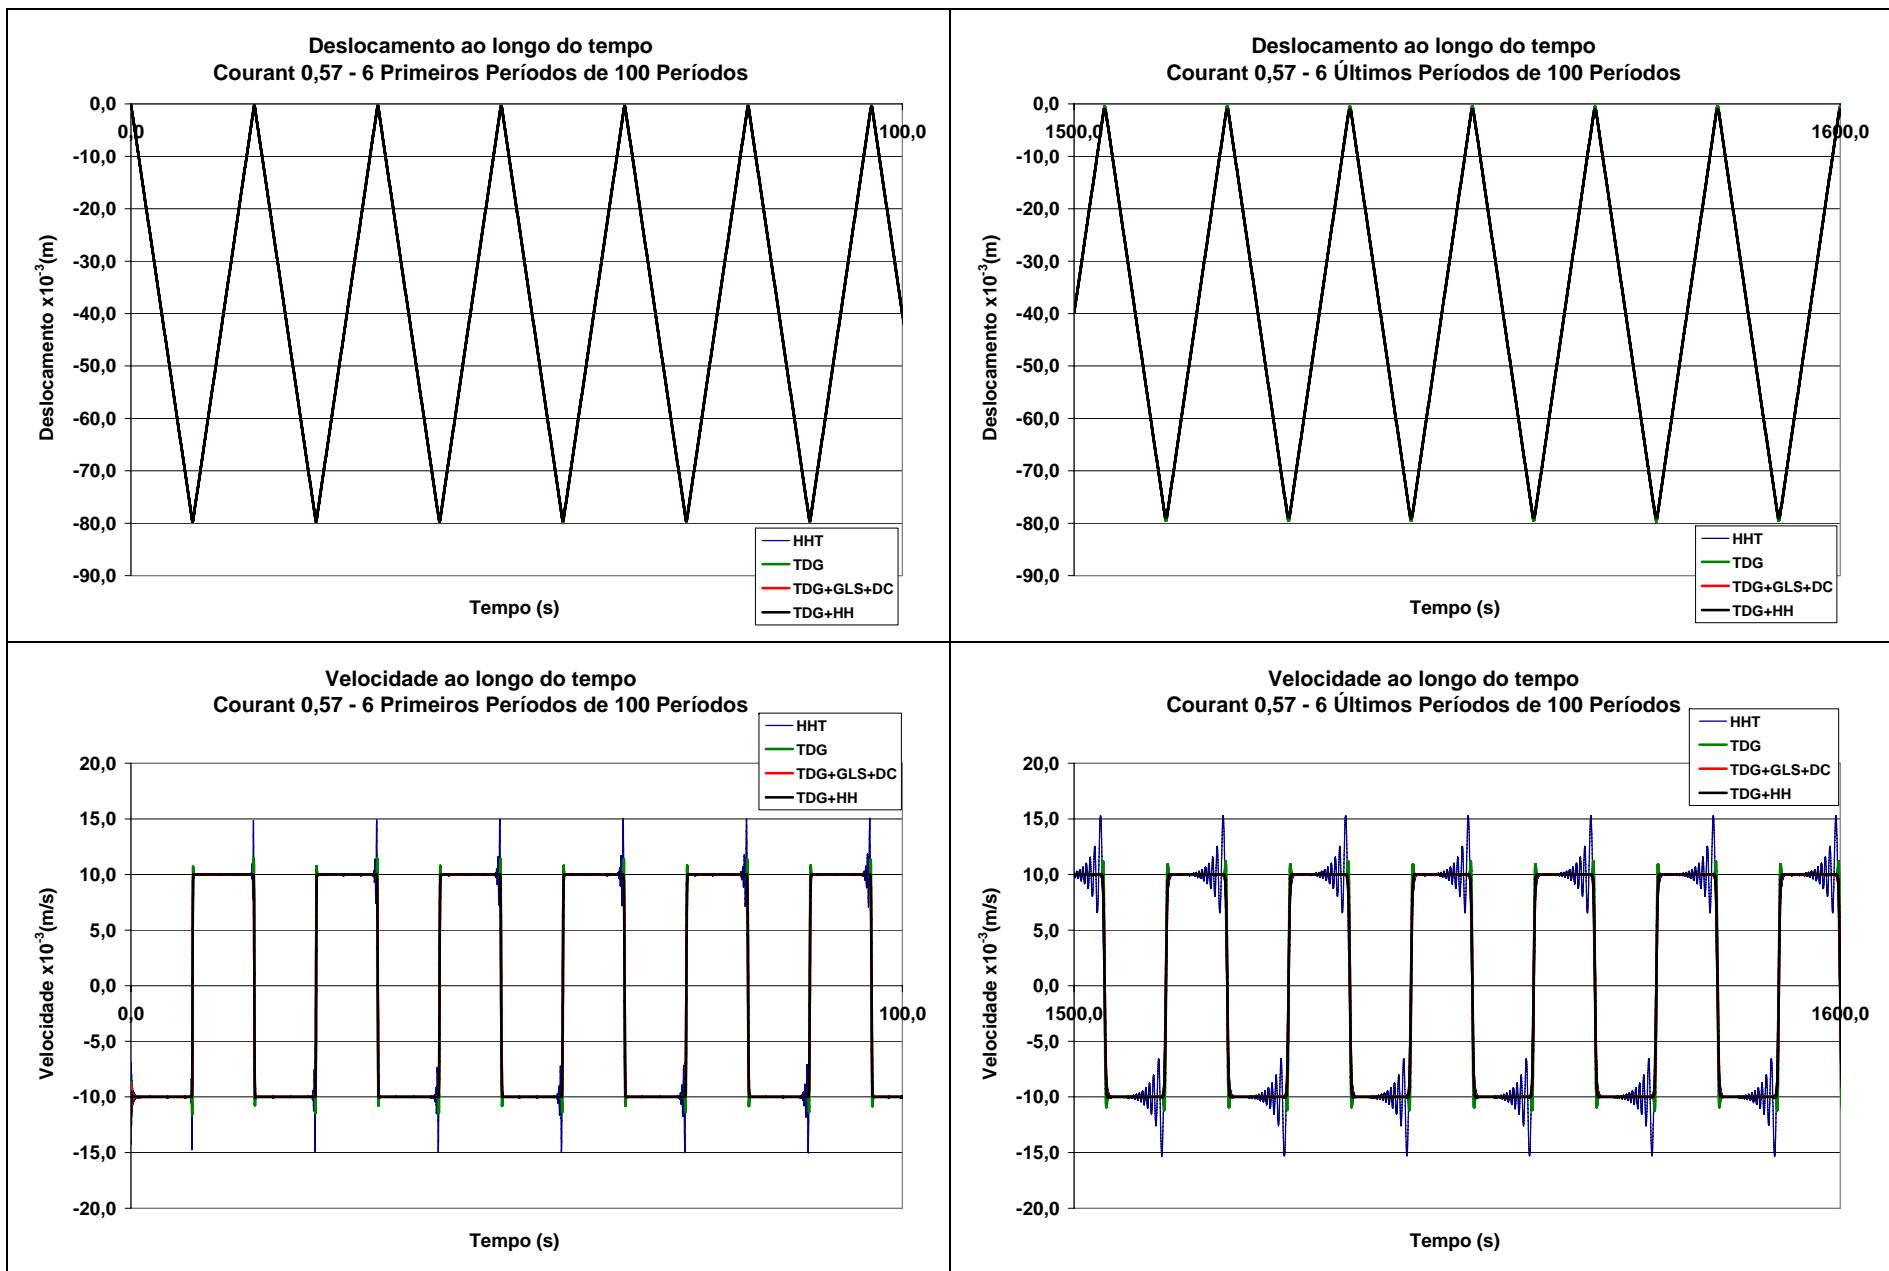 Deslocamento ao longo do tempo
Courant 0,57 - 6 Primeiros Períodos de 100 Períodos
0,0
-10,0
-20,0
-30,0
-40,0
-50,0
-60,0
-70,0
-80,0
-90,0
0,0
100,0
Deslocamento x10⁻³(m)
Tempo (s)
HHT
TDG
TDG+GLS+DC
TDG+HH
Deslocamento ao longo do tempo
Courant 0,57 - 6 Últimos Períodos de 100 Períodos
0,0
-10,0
-20,0
-30,0
-40,0
-50,0
-60,0
-70,0
-80,0
-90,0
1500,0
1600,0
Deslocamento x10⁻³(m)
Tempo (s)
HHT
TDG
TDG+GLS+DC
TDG+HH
Velocidade ao longo do tempo
Courant 0,57 - 6 Primeiros Períodos de 100 Períodos
HHT
TDG
TDG+GLS+DC
TDG+HH
20,0
15,0
10,0
5,0
0,0
-5,0
-10,0
-15,0
-20,0
0,0
100,0
Velocidade x10⁻³(m/s)
Tempo (s)
Velocidade ao longo do tempo
Courant 0,57 - 6 Últimos Períodos de 100 Períodos
HHT
TDG
TDG+GLS+DC
TDG+HH
20,0
15,0
10,0
5,0
0,0
-5,0
-10,0
-15,0
-20,0
1500,0
1600,0
Velocidade x10⁻³(m/s)
Tempo (s)